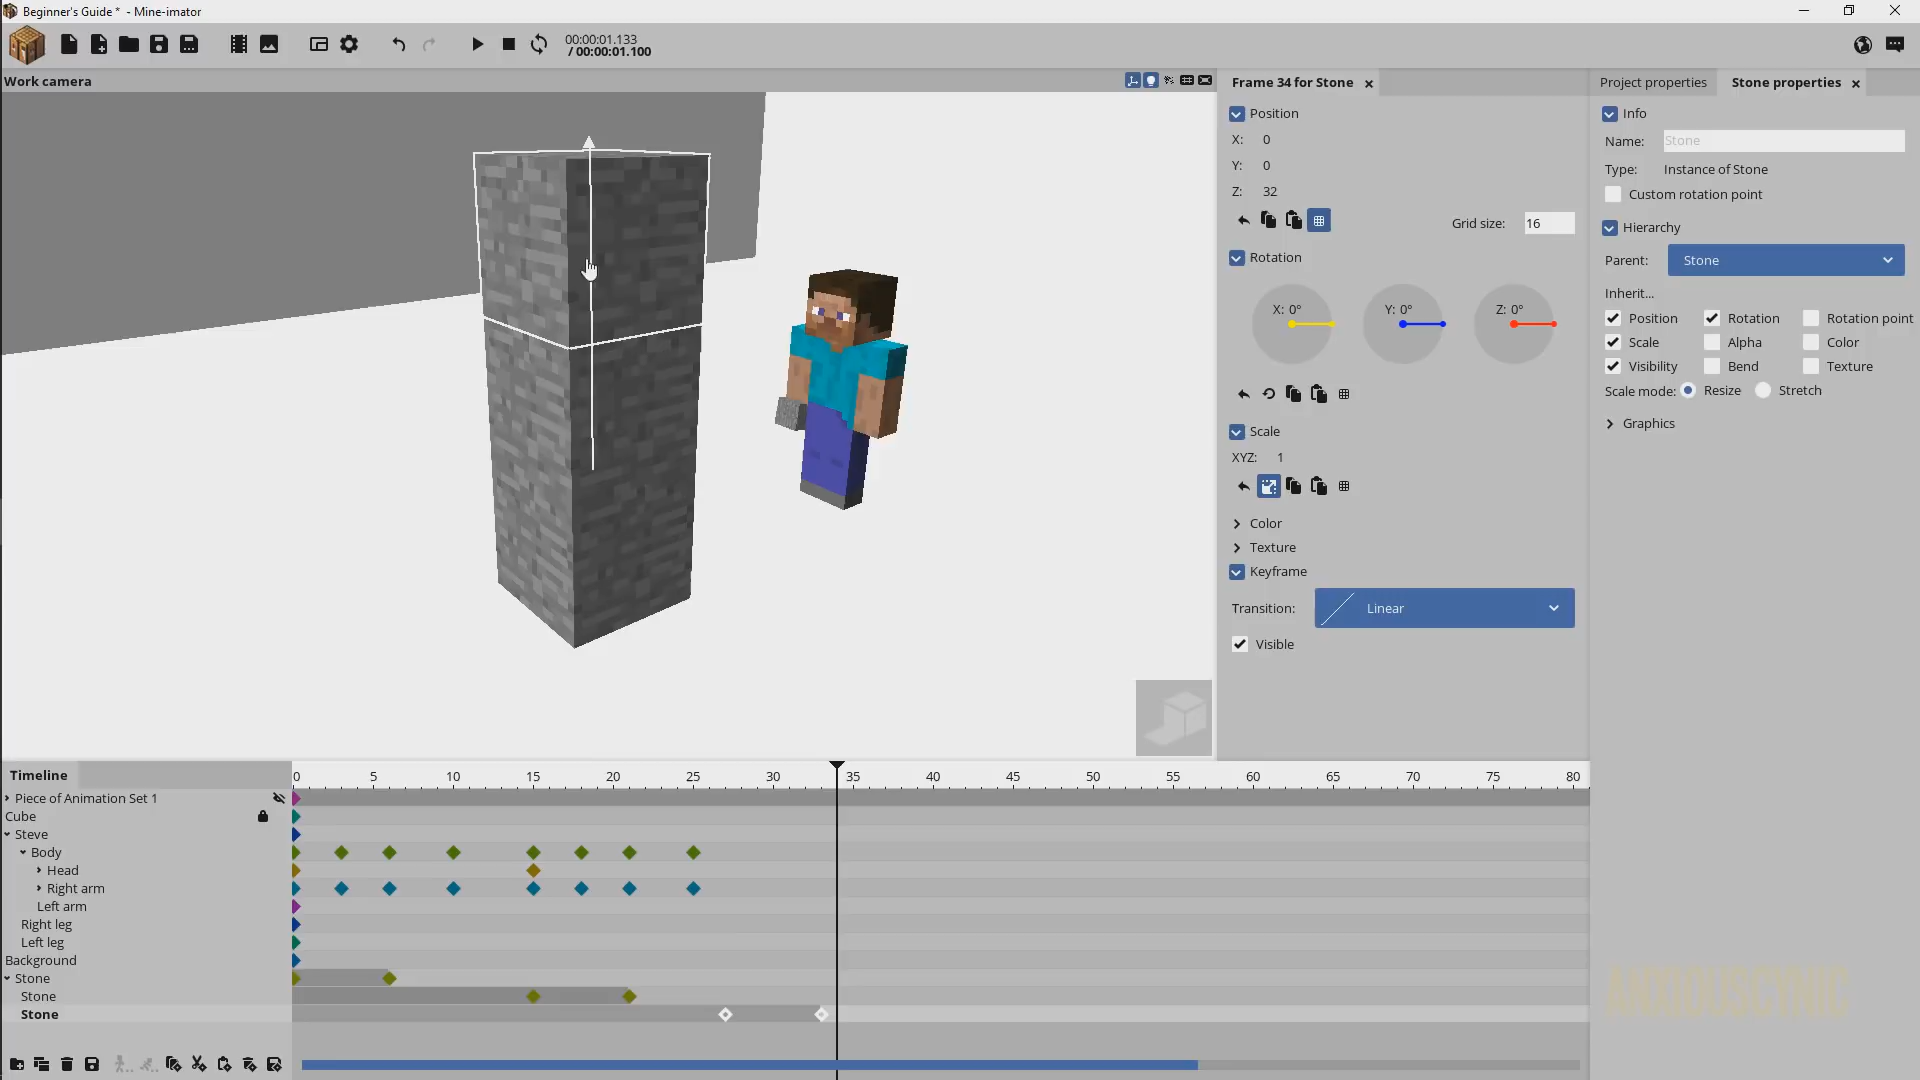 Beginner's Guide * - Mine-imator
00:00:01.133
/ 00:00:01.100
Work camera
Frame 34 for Stone
Position
X: 0
Y: 0
Z: 32
Grid size: 16
Rotation
X: 0° Y: 0° Z: 0°
Scale
XYZ: 1
Color
Texture
Keyframe
Transition: Linear
Visible
Project properties Stone properties
Info
Name: Stone
Type: Instance of Stone
Custom rotation point
Hierarchy
Parent: Stone
Inherit...
Position Rotation Rotation point
Scale Alpha Color
Visibility Bend Texture
Scale mode: Resize Stretch
Graphics
Timeline
0 5 10 15 20 25 30 35 40 45 50 55 60 65 70 75 80
Piece of Animation Set 1
Cube
Steve
Body
Head
Right arm
Left arm
Right leg
Left leg
Background
Stone
Stone
Stone
ANXIOUSCYNIC